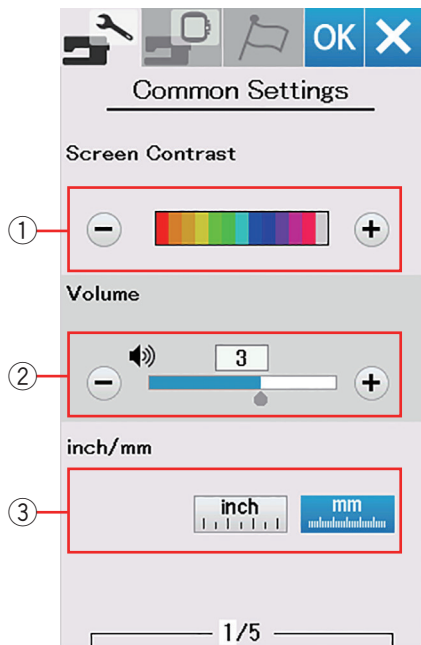 OK
Common Settings
Screen Contrast
1
− +
Volume
3
2
− +
inch/mm
3
inch mm
1/5